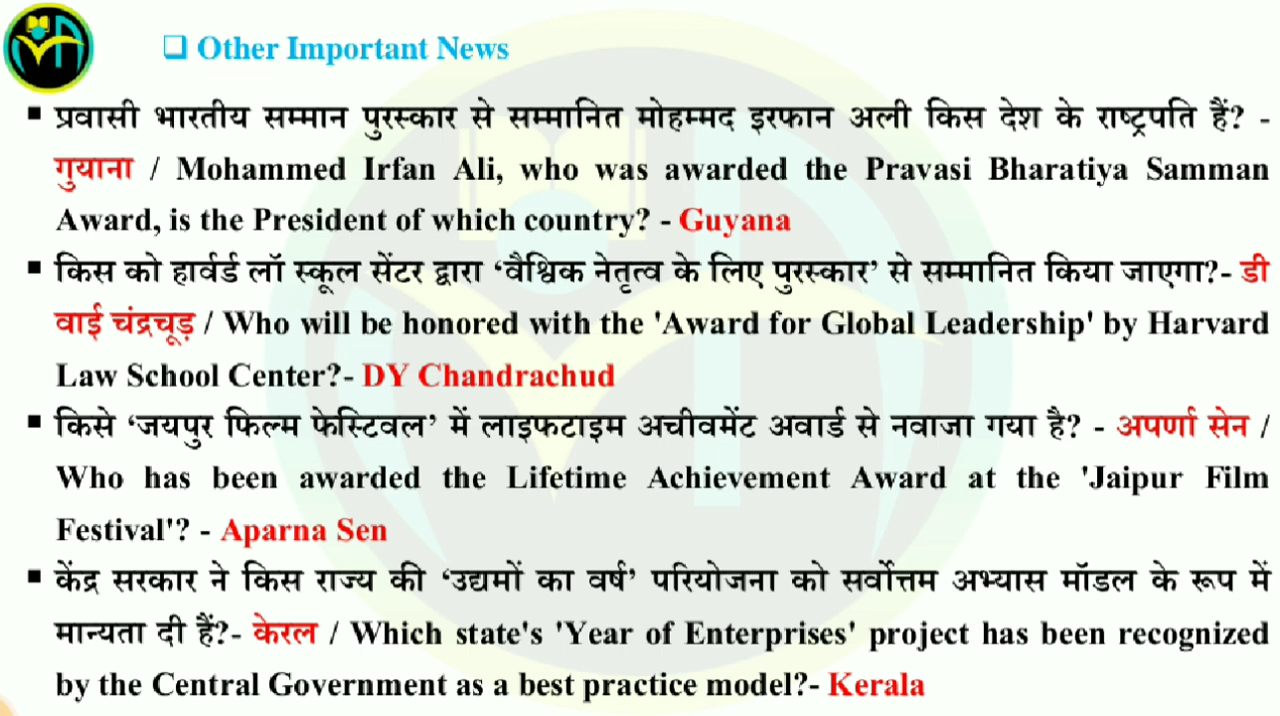 ❑ Other Important News
▪ प्रवासी भारतीय सम्मान पुरस्कार से सम्मानित मोहम्मद इरफान अली किस देश के राष्ट्रपति हैं? -
गुयाना / Mohammed Irfan Ali, who was awarded the Pravasi Bharatiya Samman
Award, is the President of which country? - Guyana
▪ किस को हार्वर्ड लॉ स्कूल सेंटर द्वारा ‘वैश्विक नेतृत्व के लिए पुरस्कार’ से सम्मानित किया जाएगा?- डी
वाई चंद्रचूड़ / Who will be honored with the 'Award for Global Leadership' by Harvard
Law School Center?- DY Chandrachud
▪ किसे ‘जयपुर फिल्म फेस्टिवल’ में लाइफटाइम अचीवमेंट अवार्ड से नवाजा गया है? - अपर्णा सेन /
Who has been awarded the Lifetime Achievement Award at the 'Jaipur Film
Festival'? - Aparna Sen
▪ केंद्र सरकार ने किस राज्य की ‘उद्यमों का वर्ष’ परियोजना को सर्वोत्तम अभ्यास मॉडल के रूप में
मान्यता दी हैं?- केरल / Which state's 'Year of Enterprises' project has been recognized
by the Central Government as a best practice model?- Kerala